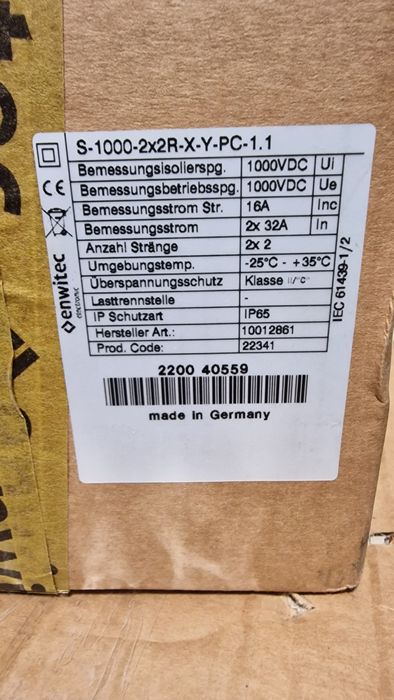 S-1000-2x2R-X-Y-PC-1.1
Bemessungsisolierspg. 1000VDC Ui
Bemessungsbetriebsspg. 1000VDC Ue
Bemessungsstrom Str. 16A Inc
Bemessungsstrom 2x 32A In
Anzahl Stränge 2x 2
Umgebungstemp. -25°C - +35°C
Überspannungsschutz Klasse II/"C"
Lasttrennstelle -
IP Schutzart IP65
Hersteller Art.: 10012861
Prod. Code: 22341
CE
enwitec
electronic
IEC 61439-1/2
2200 40559
made in Germany